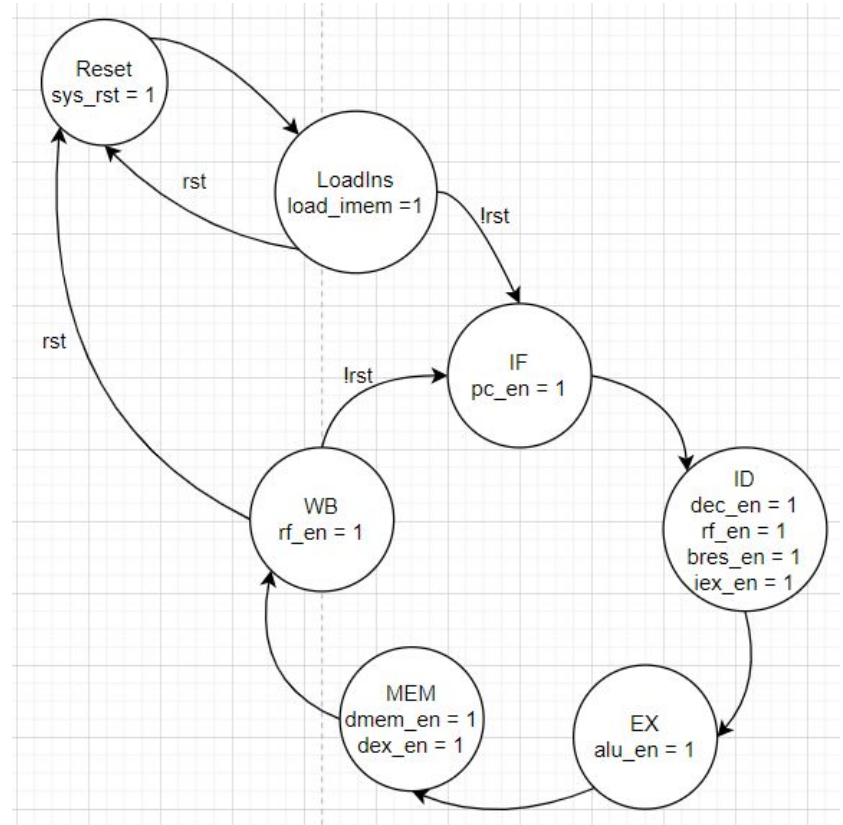 Reset
sys_rst = 1
rst
LoadIns
load_imem =1
!rst
rst
!rst
IF
pc_en = 1
WB
rf_en = 1
ID
dec_en = 1
rf_en = 1
bres_en = 1
iex_en = 1
MEM
dmem_en = 1
dex_en = 1
EX
alu_en = 1